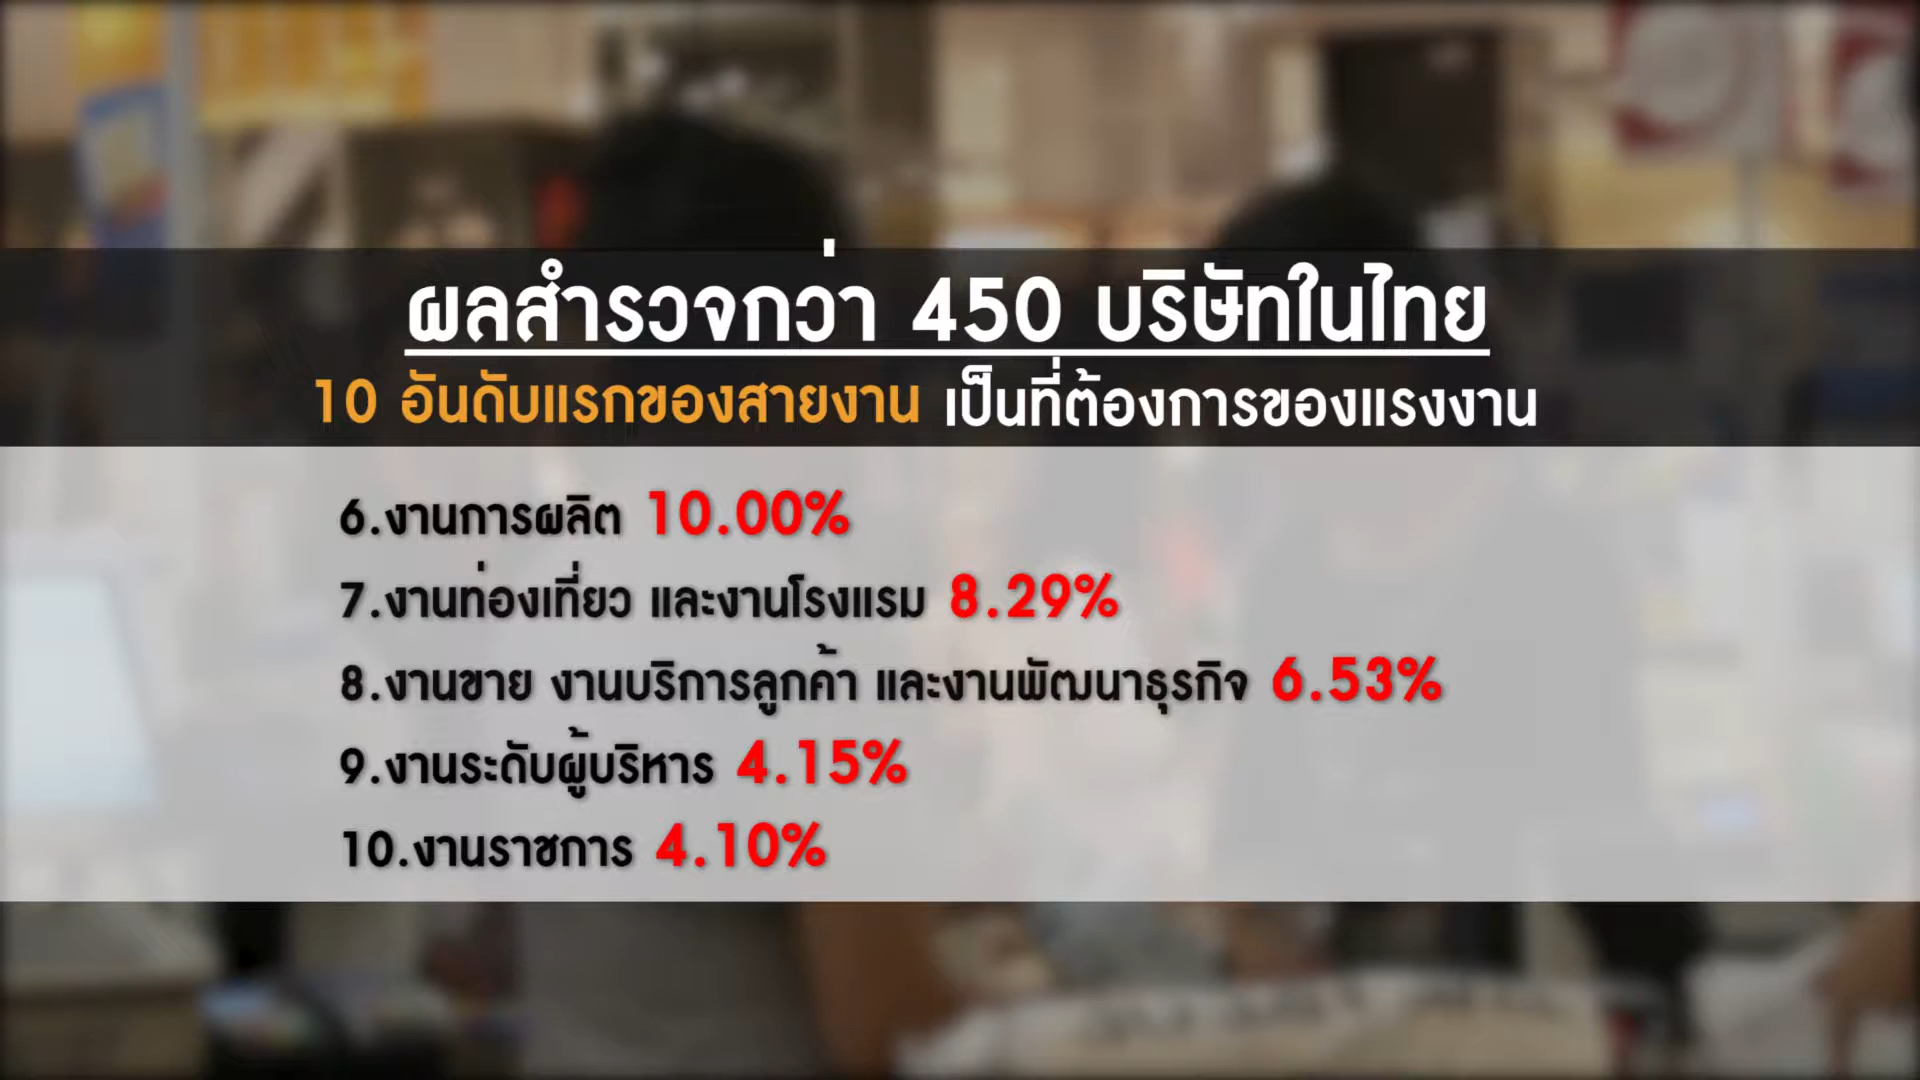 ผลสำรวจกว่า 450 บริษัทในไทย
10 อันดับแรกของสายงาน เป็นที่ต้องการของแรงงาน
6.งานการผลิต 10.00%
7.งานท่องเที่ยว และงานโรงแรม 8.29%
8.งานขาย งานบริการลูกค้า และงานพัฒนาธุรกิจ 6.53%
9.งานระดับผู้บริหาร 4.15%
10.งานราชการ 4.10%